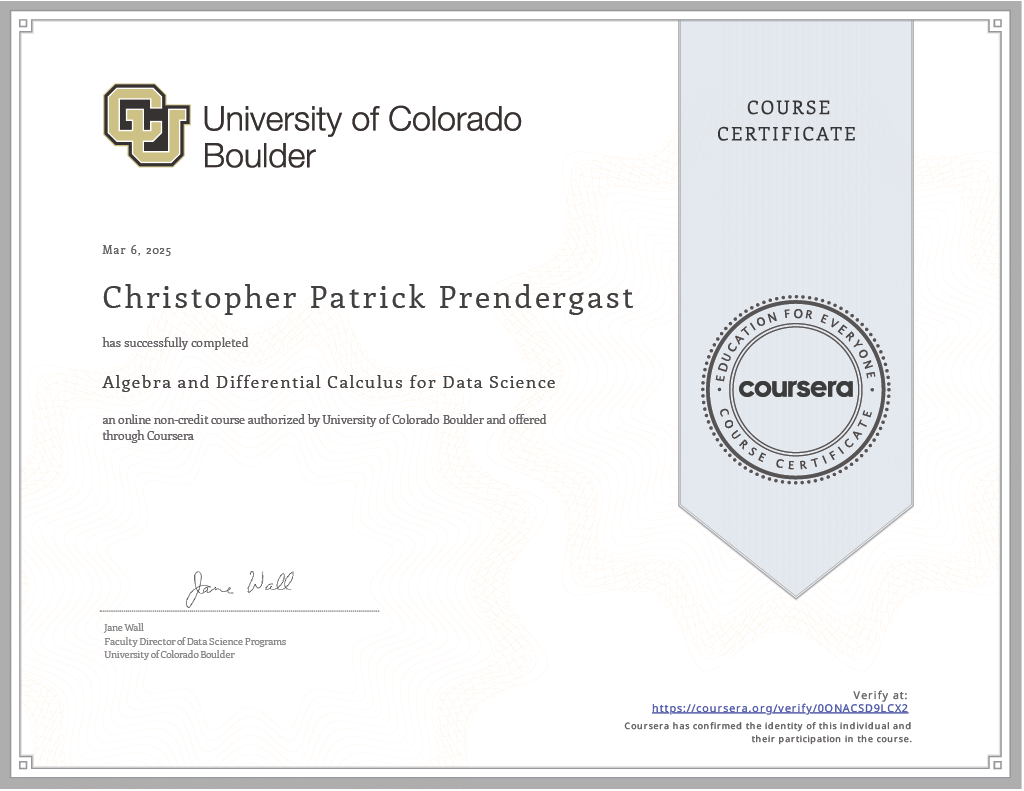 CU
University of Colorado
Boulder
COURSE
CERTIFICATE
Mar 6, 2025
Christopher Patrick Prendergast
has successfully completed
Algebra and Differential Calculus for Data Science
an online non-credit course authorized by University of Colorado Boulder and offered
through Coursera
EDUCATION FOR EVERYONE
coursera
COURSE CERTIFICATE
Jane Wall
Jane Wall
Faculty Director of Data Science Programs
University of Colorado Boulder
Verify at:
https://coursera.org/verify/0ONACSD9LCX2
Coursera has confirmed the identity of this individual and
their participation in the course.